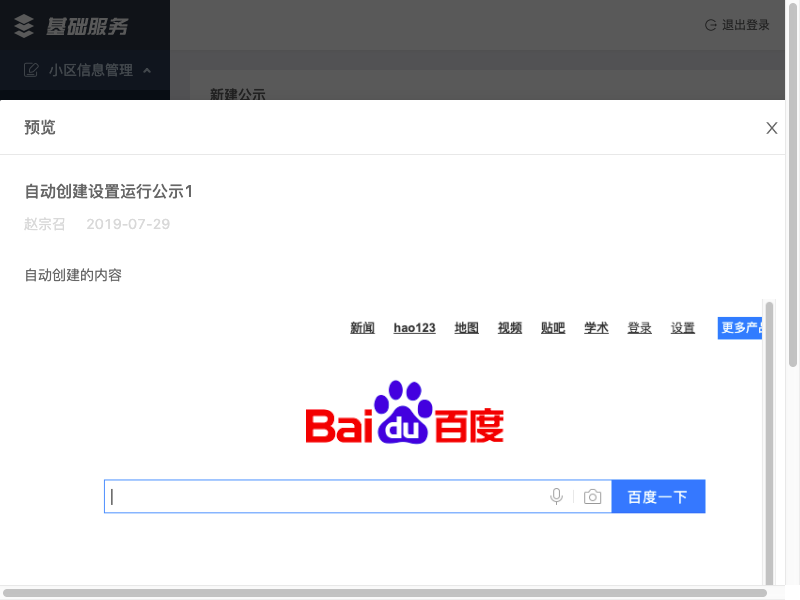 基础服务
退出登录
小区信息管理
新建公示
预览
自动创建设置运行公示1
赵宗召 2019-07-29
自动创建的内容
新闻 hao123 地图 视频 贴吧 学术 登录 设置 更多产品
Bai du 百度
百度一下